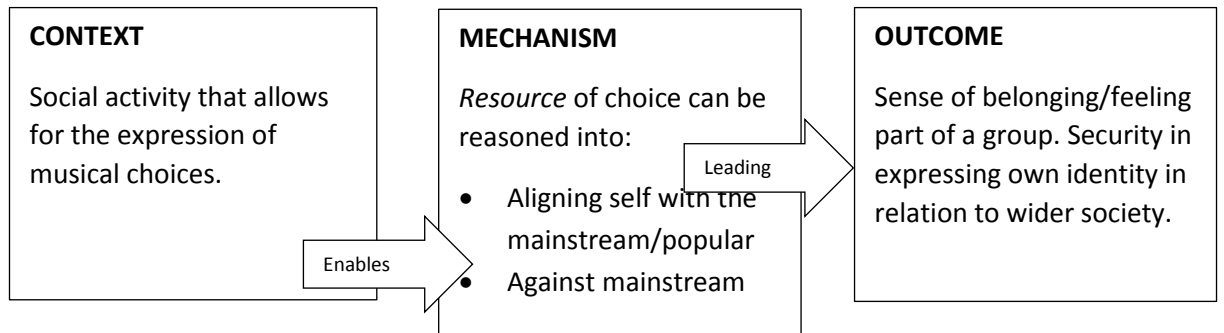 CONTEXT
Social activity that allows
for the expression of
musical choices.
Enables
MECHANISM
Resource of choice can be
reasoned into:
• Aligning self with the
mainstream/popular
• Against mainstream
Leading
OUTCOME
Sense of belonging/feeling
part of a group. Security in
expressing own identity in
relation to wider society.